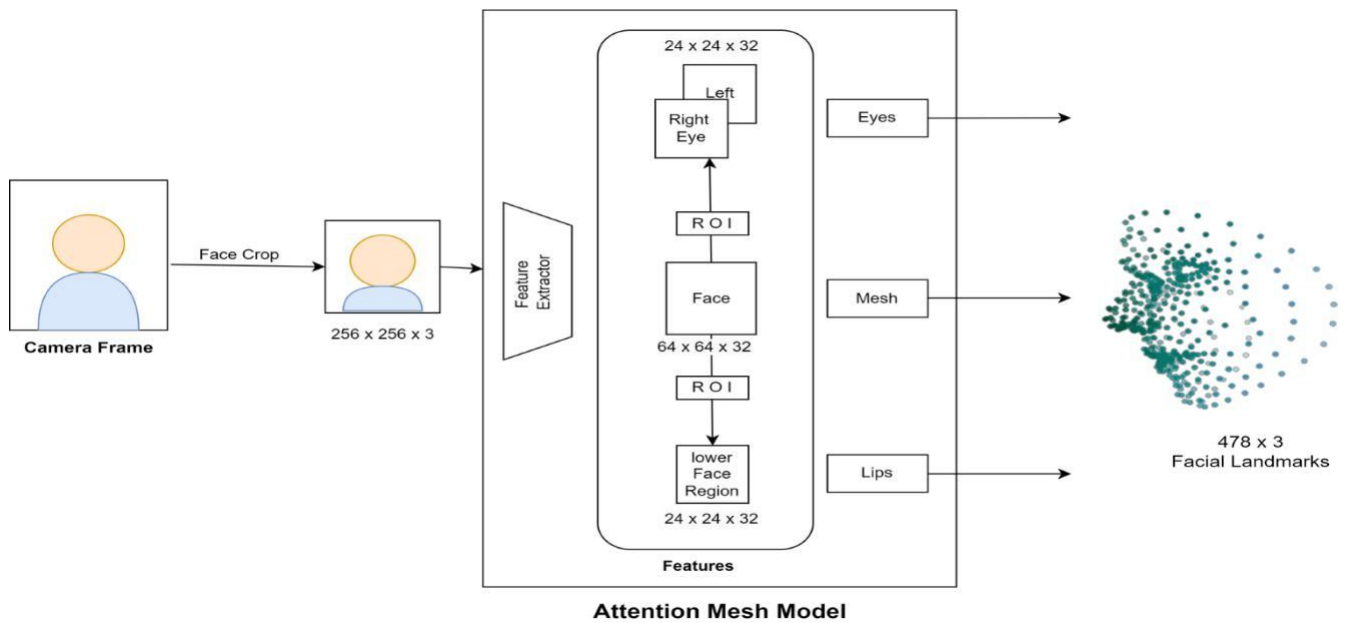 Camera Frame
Face Crop
256 x 256 x 3
Feature
Extractor
24 x 24 x 32
Left
Right
Eye
R O I
Face
64 x 64 x 32
R O I
lower
Face
Region
24 x 24 x 32
Features
Eyes
Mesh
Lips
478 x 3
Facial Landmarks
Attention Mesh Model